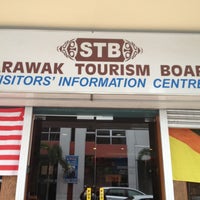 STB
ARAWAK TOURISM BOAR
ISITORS' INFORMATION CENTRE